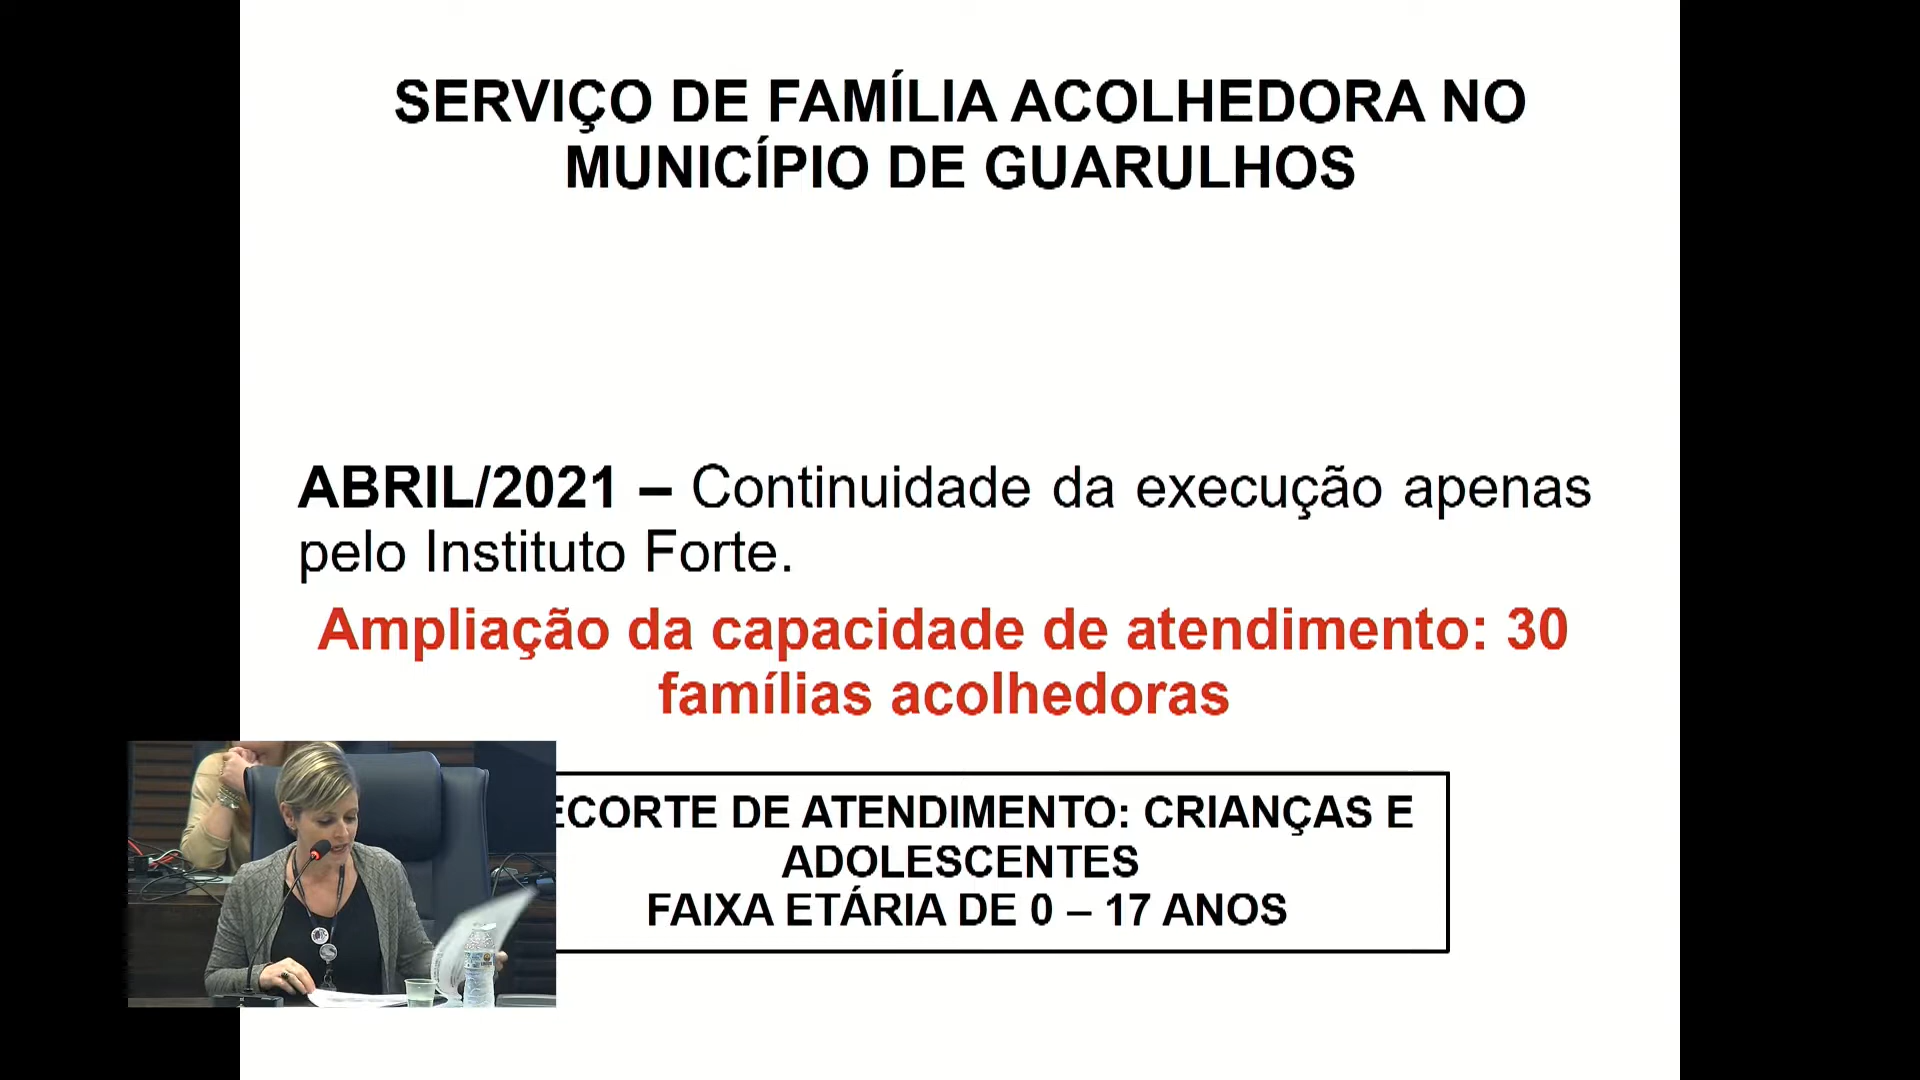 SERVIÇO DE FAMÍLIA ACOLHEDORA NO
MUNICÍPIO DE GUARULHOS
ABRIL/2021 – Continuidade da execução apenas
pelo Instituto Forte.
Ampliação da capacidade de atendimento: 30
famílias acolhedoras
ECORTE DE ATENDIMENTO: CRIANÇAS E
ADOLESCENTES
FAIXA ETÁRIA DE 0 – 17 ANOS